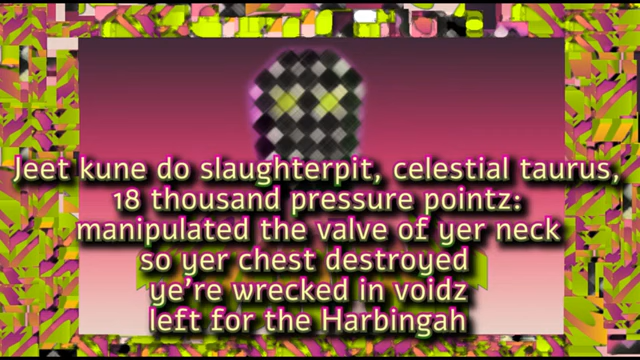 Jeet kune do slaughterpit, celestial taurus,
18 thousand pressure pointz:
manipulated the valve of yer neck
so yer chest destroyed
ye're wrecked in voidz
left for the Harbingah